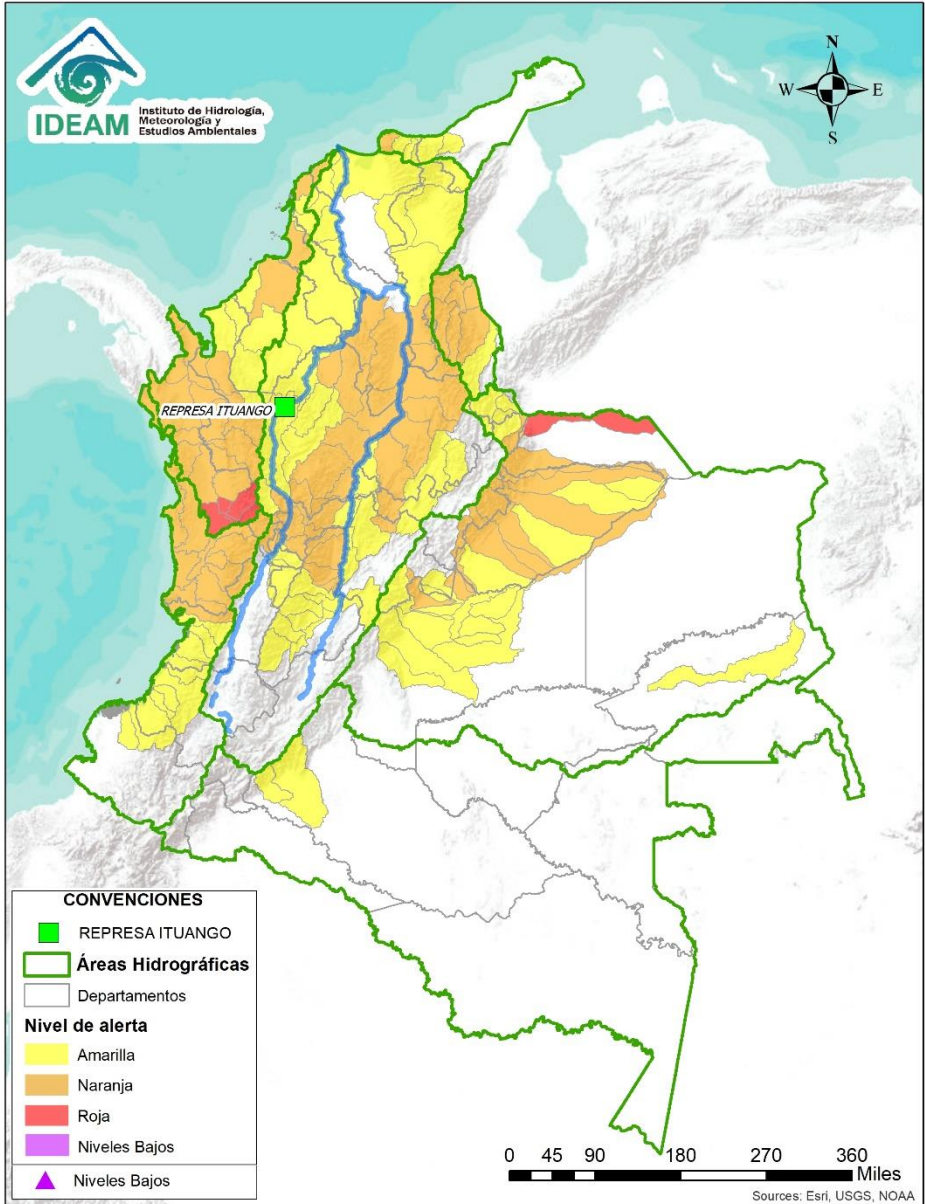 IDEAM
Instituto de Hidrología,
Meteorología y
Estudios Ambientales
N
W
E
S
REPRESA ITUANGO
CONVENCIONES
REPRESA ITUANGO
Áreas Hidrográficas
Departamentos
Nivel de alerta
Amarilla
Naranja
Roja
Niveles Bajos
Niveles Bajos
0 45 90 180 270 360
Miles
Sources: Esri, USGS, NOAA